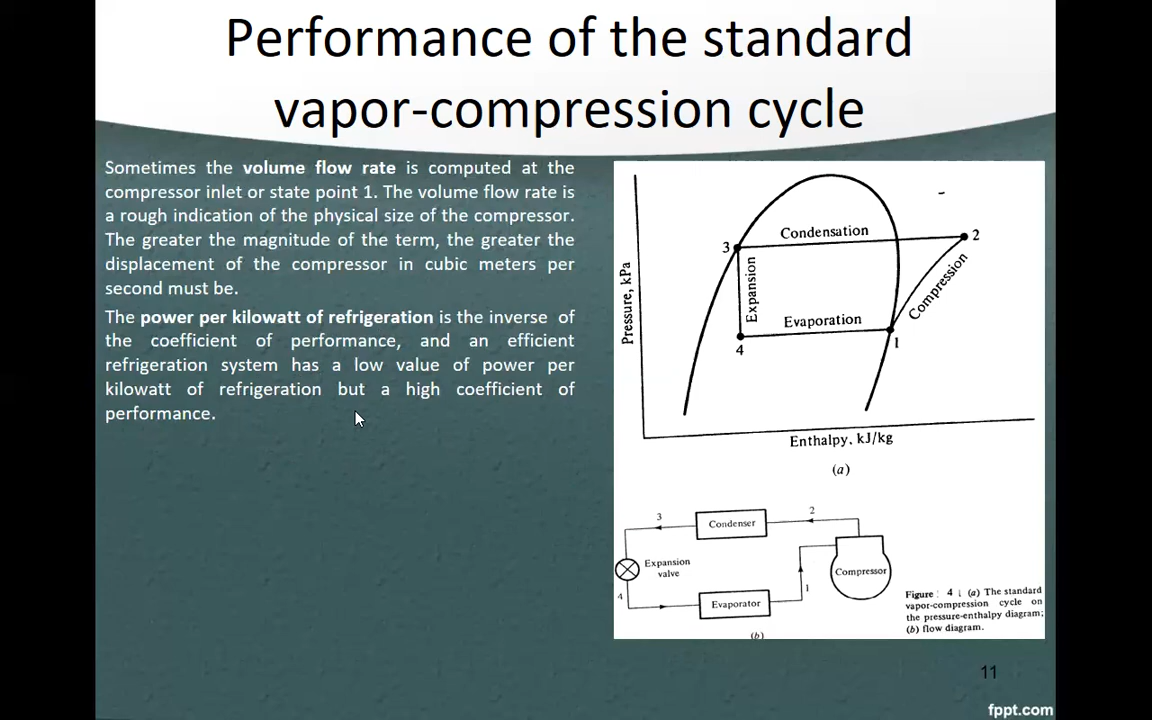 Performance of the standard
vapor-compression cycle
Sometimes the volume flow rate is computed at the
compressor inlet or state point 1. The volume flow rate is
a rough indication of the physical size of the compressor.
The greater the magnitude of the term, the greater the
displacement of the compressor in cubic meters per
second must be.
The power per kilowatt of refrigeration is the inverse of
the coefficient of performance, and an efficient
refrigeration system has a low value of power per
kilowatt of refrigeration but a high coefficient of
performance.
Pressure, kPa
3
Condensation
2
Expansion
Compression
Evaporation
4
1
Enthalpy, kJ/kg
(a)
3
Condenser
2
Expansion
valve
Compressor
4
Evaporator
1
(b)
Figure 4 (a) The standard
vapor-compression cycle on
the pressure-enthalpy diagram;
(b) flow diagram.
11
fppt.com